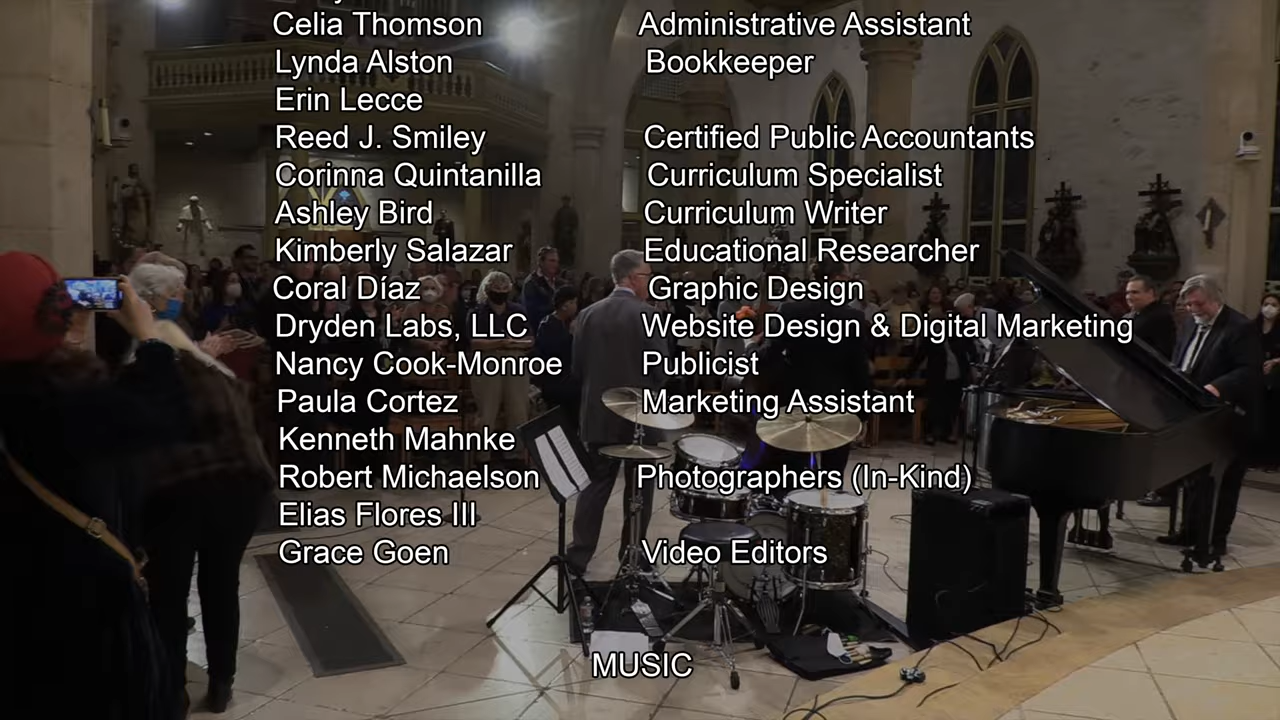 Celia Thomson Administrative Assistant
Lynda Alston Bookkeeper
Erin Lecce
Reed J. Smiley Certified Public Accountants
Corinna Quintanilla Curriculum Specialist
Ashley Bird Curriculum Writer
Kimberly Salazar Educational Researcher
Coral Díaz Graphic Design
Dryden Labs, LLC Website Design & Digital Marketing
Nancy Cook-Monroe Publicist
Paula Cortez Marketing Assistant
Kenneth Mahnke
Robert Michaelson Photographers (In-Kind)
Elias Flores III
Grace Goen Video Editors
MUSIC